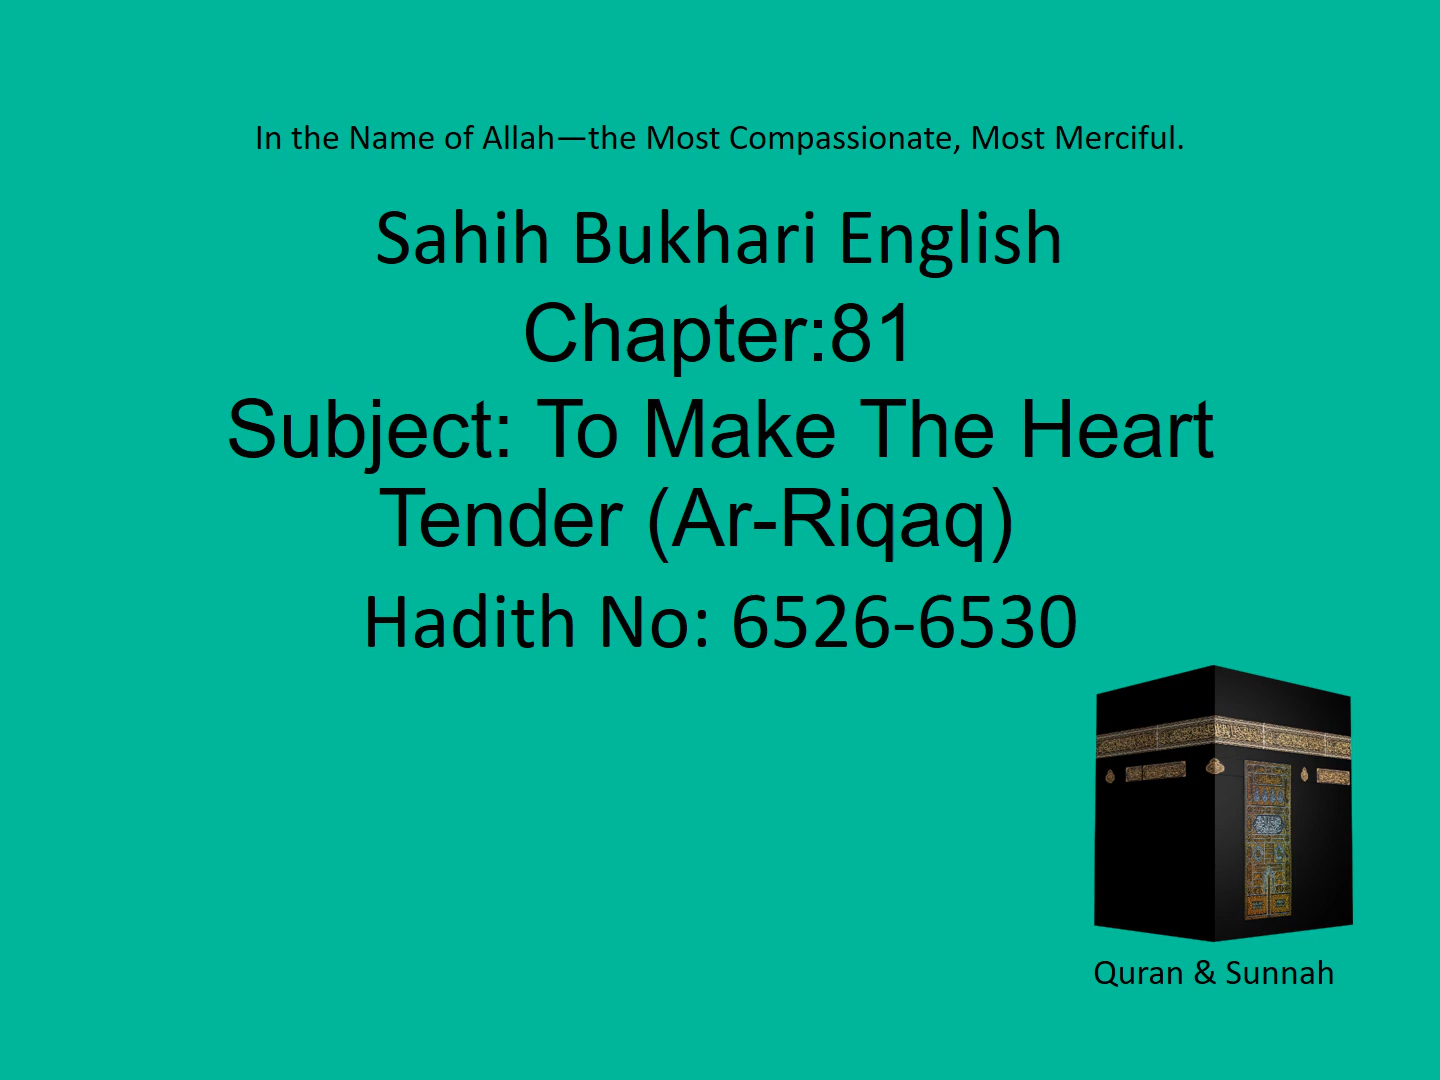 In the Name of Allah—the Most Compassionate, Most Merciful.
Sahih Bukhari English
Chapter:81
Subject: To Make The Heart
Tender (Ar-Riqaq)
Hadith No: 6526-6530
Quran & Sunnah